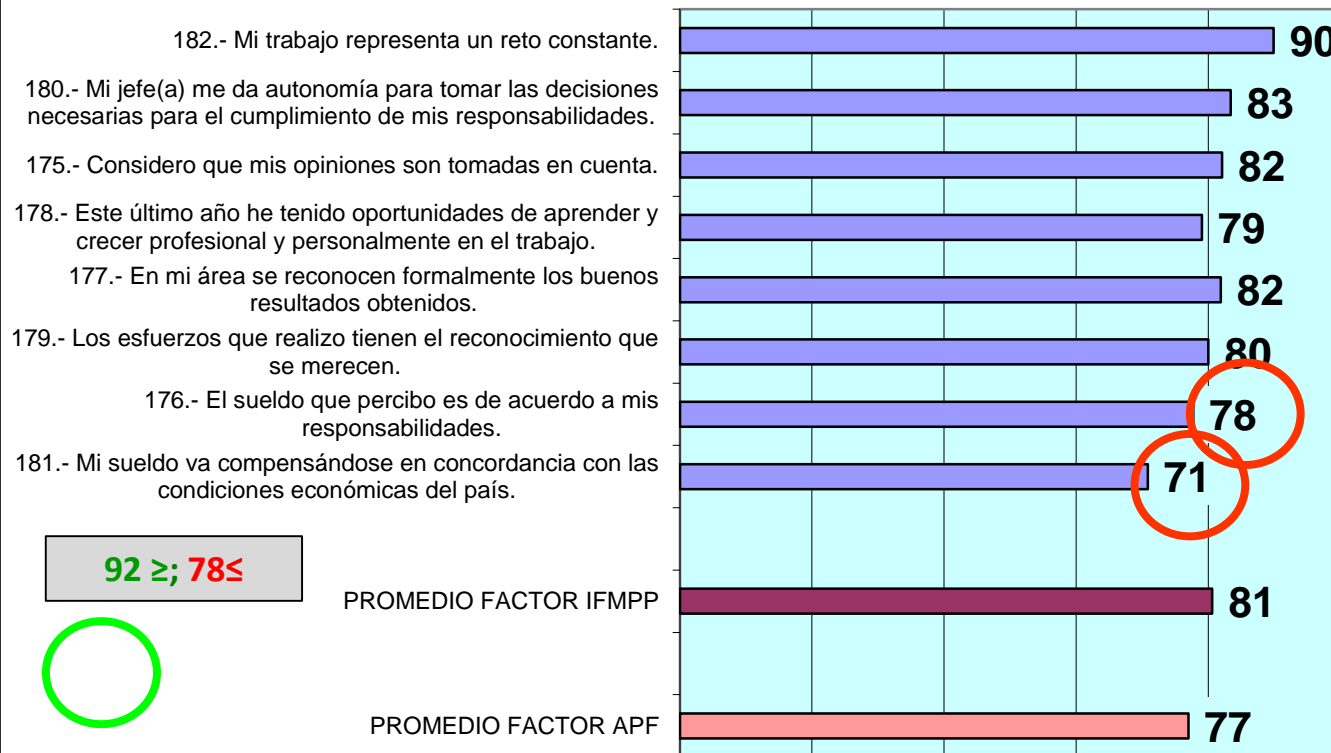 182.- Mi trabajo representa un reto constante.
90
180.- Mi jefe(a) me da autonomía para tomar las decisiones
necesarias para el cumplimiento de mis responsabilidades.
83
175.- Considero que mis opiniones son tomadas en cuenta.
82
178.- Este último año he tenido oportunidades de aprender y
crecer profesional y personalmente en el trabajo.
79
177.- En mi área se reconocen formalmente los buenos
resultados obtenidos.
82
179.- Los esfuerzos que realizo tienen el reconocimiento que
se merecen.
80
176.- El sueldo que percibo es de acuerdo a mis
responsabilidades.
78
181.- Mi sueldo va compensándose en concordancia con las
condiciones económicas del país.
71
92 ≥; 78≤
PROMEDIO FACTOR IFMPP
81
PROMEDIO FACTOR APF
77